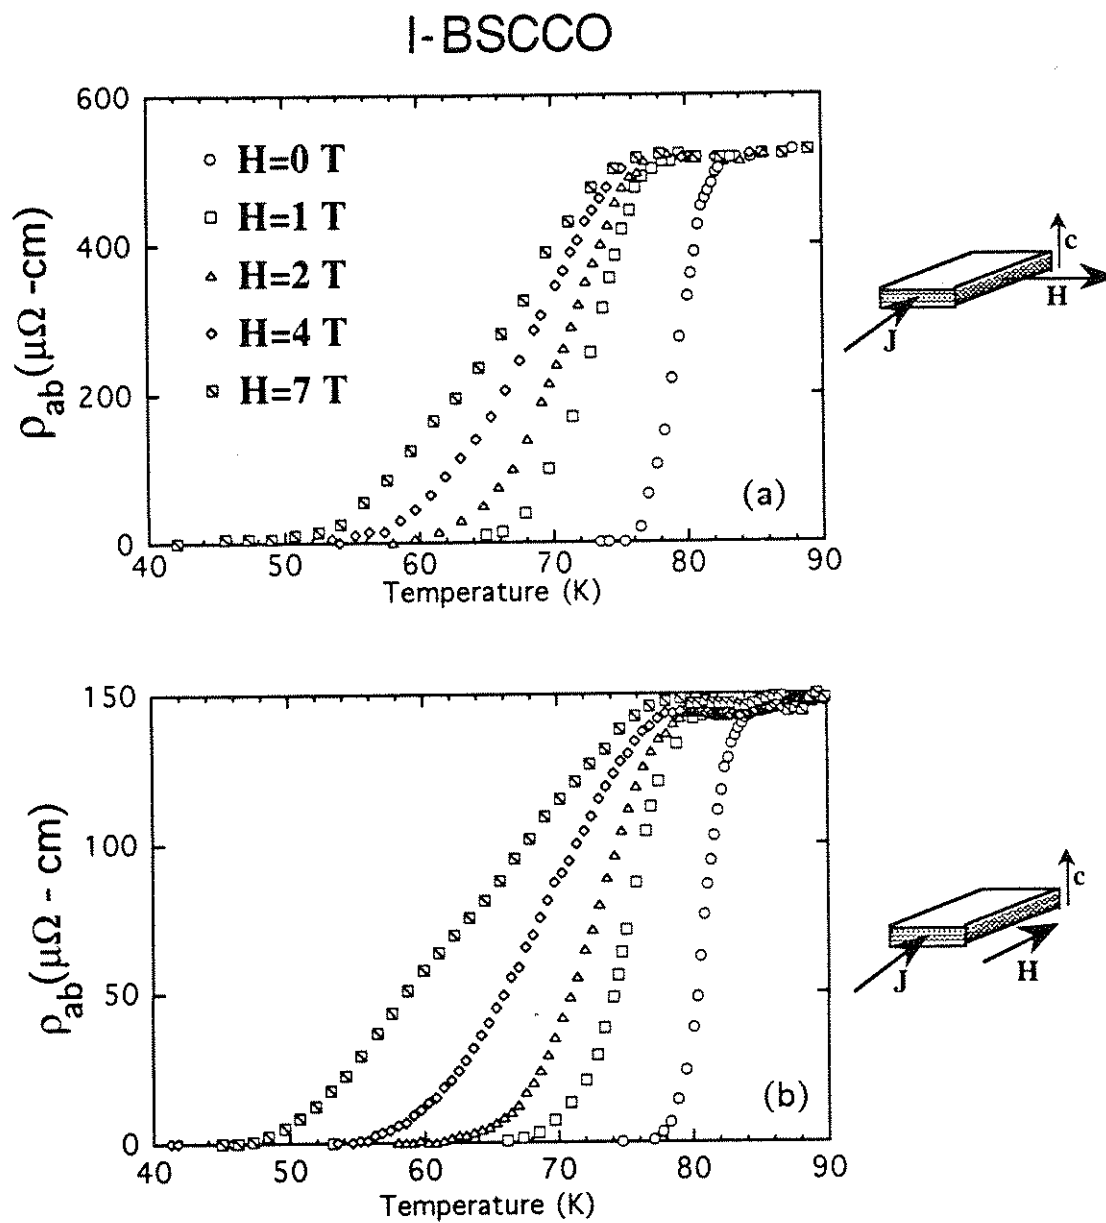 I-BSCCO
600
400
200
0
ρab(μΩ -cm)
H=0 T
H=1 T
H=2 T
H=4 T
H=7 T
(a)
40 50 60 70 80 90
Temperature (K)
c
H
J
150
100
50
0
ρab(μΩ - cm)
(b)
40 50 60 70 80 90
Temperature (K)
c
J
H